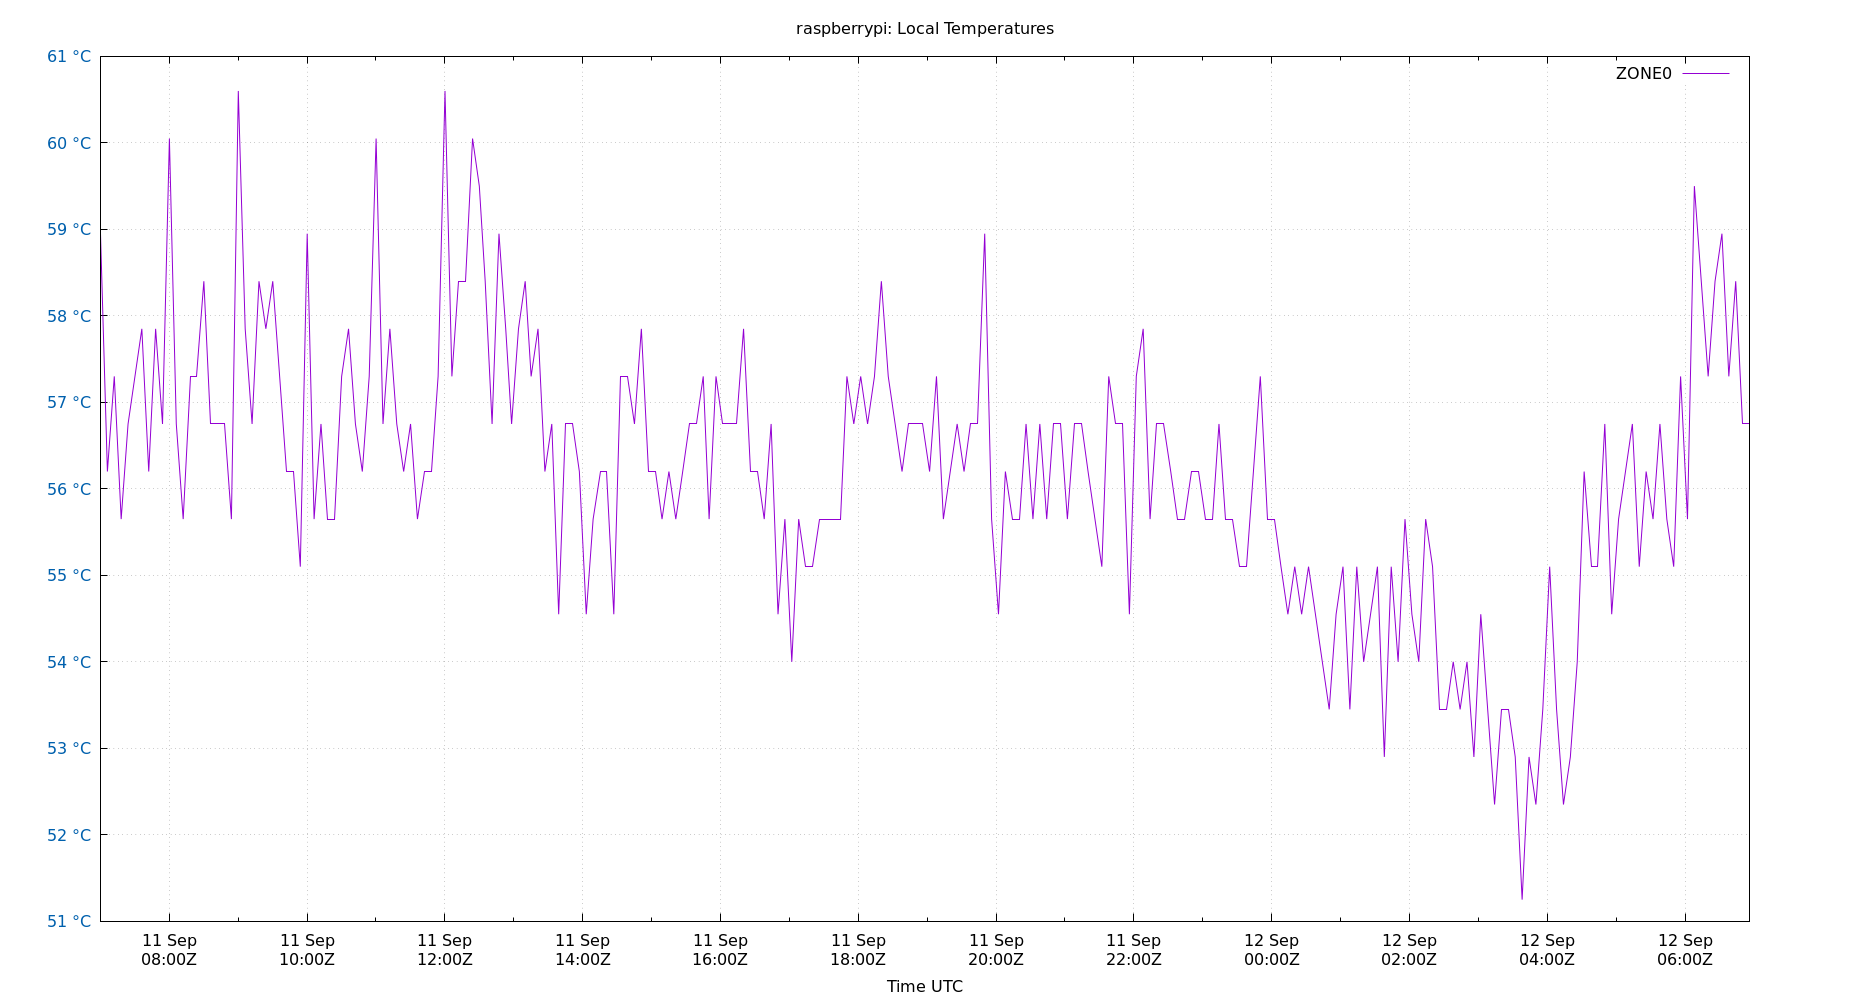 raspberrypi: Local Temperatures
61 °C
ZONE0
60 °C
59 °C
58 °C
57 °C
56 °C
55 °C
54 °C
53 °C
52 °C
51 °C
11 Sep 11 Sep 11 Sep 11 Sep 11 Sep 11 Sep 11 Sep 11 Sep 12 Sep 12 Sep 12 Sep 12 Sep
08:00Z 10:00Z 12:00Z 14:00Z 16:00Z 18:00Z 20:00Z 22:00Z 00:00Z 02:00Z 04:00Z 06:00Z
Time UTC